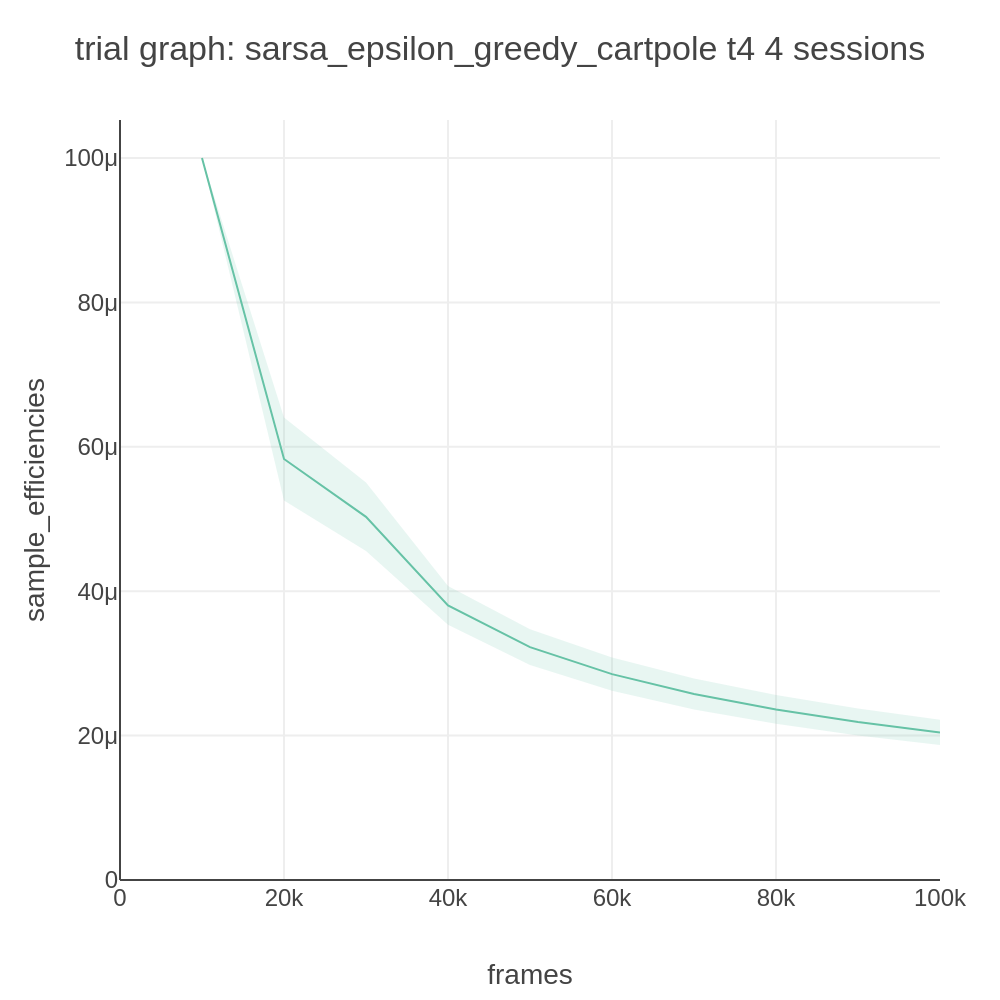 trial graph: sarsa_epsilon_greedy_cartpole t4 4 sessions
100μ
80μ
60μ
40μ
20μ
0
sample_efficiencies
0 20k 40k 60k 80k 100k
frames